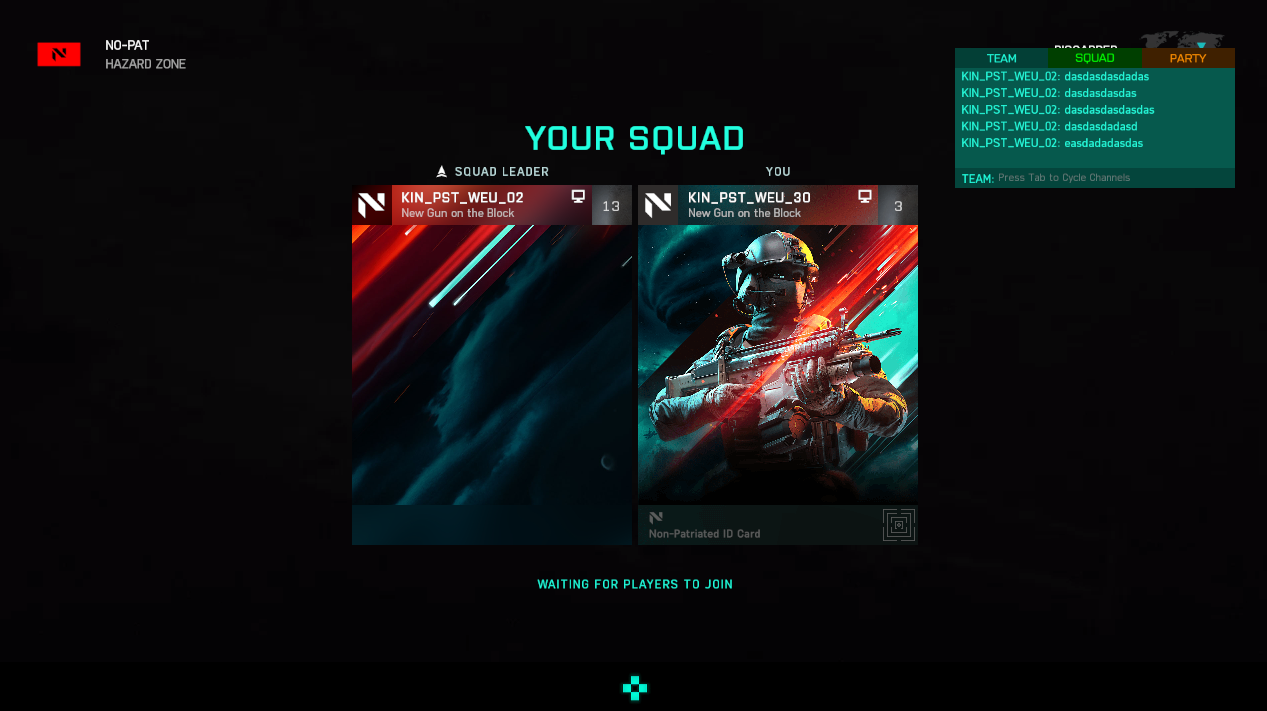 NO-PAT
HAZARD ZONE
TEAM SQUAD PARTY
KIN_PST_WEU_02: dasdasdasdadas
KIN_PST_WEU_02: dasdasdasdas
KIN_PST_WEU_02: dasdasdasdasdas
KIN_PST_WEU_02: dasdasdadasd
KIN_PST_WEU_02: easdadadasdas
TEAM: Press Tab to Cycle Channels
YOUR SQUAD
SQUAD LEADER
KIN_PST_WEU_02
New Gun on the Block
13
YOU
KIN_PST_WEU_30
New Gun on the Block
3
Non-Patriated ID Card
WAITING FOR PLAYERS TO JOIN